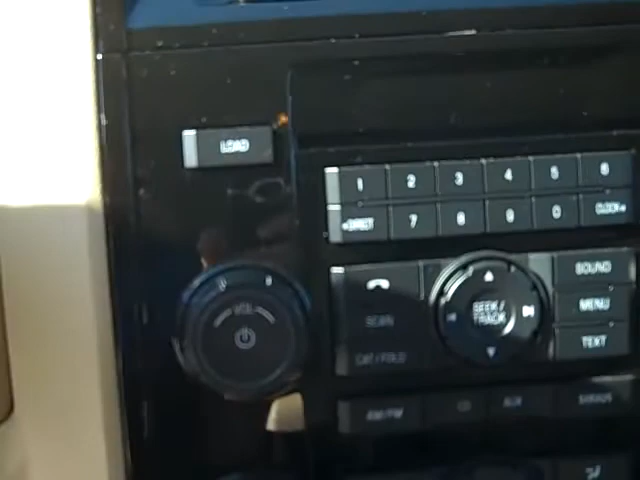 LOAD
1 2 3 4 5 6
DIRECT 7 8 9 0 CLOCK
SOUND
VOL
SEEK/
TRACK
MENU
SCAN
TEXT
CAT/FOLD
AM/FM CD AUX SIRIUS